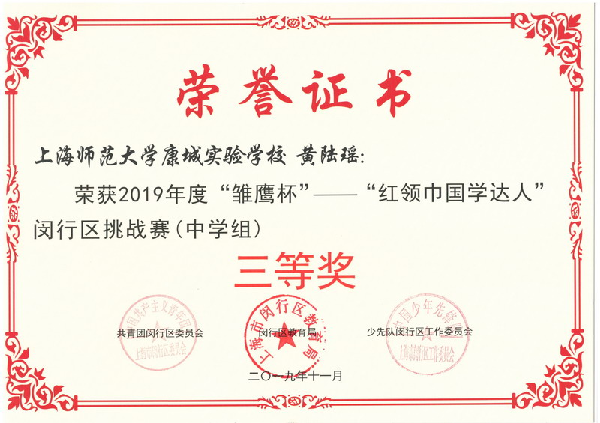 荣誉证书
上海师范大学康城实验学校 黄陆瑶:
荣获2019年度“雏鹰杯”——“红领巾国学达人”
闵行区挑战赛(中学组)
三等奖
共青团闵行区委员会 闵行区教育局 少先队闵行区工作委员会
上海市闵行区教育局
二〇一九年十一月